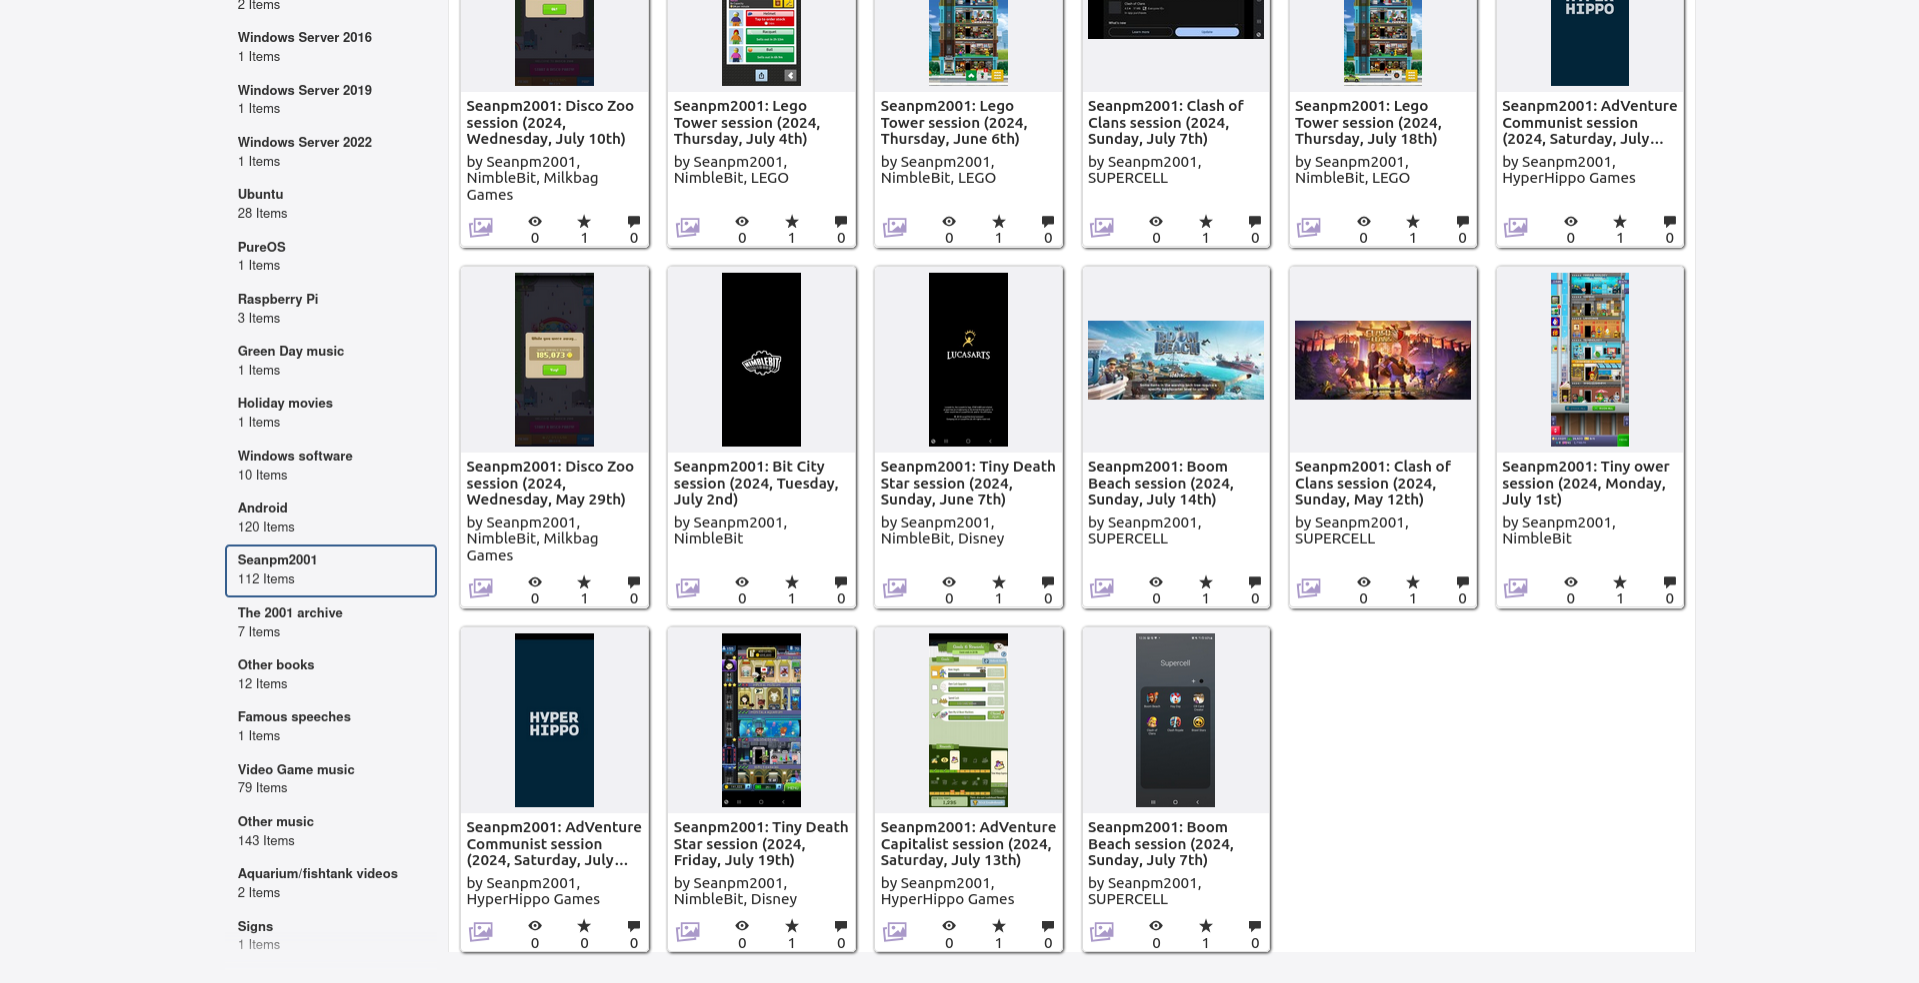 2 Items
Windows Server 2016
1 Items
Windows Server 2019
1 Items
Windows Server 2022
1 Items
Ubuntu
28 Items
PureOS
1 Items
Raspberry Pi
3 Items
Green Day music
1 Items
Holiday movies
1 Items
Windows software
10 Items
Android
120 Items
Seanpm2001
112 Items
The 2001 archive
7 Items
Other books
12 Items
Famous speeches
1 Items
Video Game music
79 Items
Other music
143 Items
Aquarium/fishtank videos
2 Items
Signs
1 Items
Seanpm2001: Disco Zoo
session (2024,
Wednesday, July 10th)
by Seanpm2001,
NimbleBit, Milkbag
Games
0 1 0
Seanpm2001: Lego
Tower session (2024,
Thursday, July 4th)
by Seanpm2001,
NimbleBit, LEGO
0 1 0
Seanpm2001: Lego
Tower session (2024,
Thursday, June 6th)
by Seanpm2001,
NimbleBit, LEGO
0 1 0
Seanpm2001: Clash of
Clans session (2024,
Sunday, July 7th)
by Seanpm2001,
SUPERCELL
0 1 0
Seanpm2001: Lego
Tower session (2024,
Thursday, July 18th)
by Seanpm2001,
NimbleBit, LEGO
0 1 0
HIPPO
Seanpm2001: AdVenture
Communist session
(2024, Saturday, July...
by Seanpm2001,
HyperHippo Games
0 1 0
While you were away...
185,073
Seanpm2001: Disco Zoo
session (2024,
Wednesday, May 29th)
by Seanpm2001,
NimbleBit, Milkbag
Games
0 1 0
NIMBLEBIT
Seanpm2001: Bit City
session (2024, Tuesday,
July 2nd)
by Seanpm2001,
NimbleBit
0 1 0
LUCASARTS
Seanpm2001: Tiny Death
Star session (2024,
Sunday, June 7th)
by Seanpm2001,
NimbleBit, Disney
0 1 0
BOOM
BEACH
Seanpm2001: Boom
Beach session (2024,
Sunday, July 14th)
by Seanpm2001,
SUPERCELL
0 1 0
Seanpm2001: Clash of
Clans session (2024,
Sunday, May 12th)
by Seanpm2001,
SUPERCELL
0 1 0
Seanpm2001: Tiny ower
session (2024, Monday,
July 1st)
by Seanpm2001,
NimbleBit
0 1 0
HYPER
HIPPO
Seanpm2001: AdVenture
Communist session
(2024, Saturday, July...
by Seanpm2001,
HyperHippo Games
0 0 0
Seanpm2001: Tiny Death
Star session (2024,
Friday, July 19th)
by Seanpm2001,
NimbleBit, Disney
0 1 0
Seanpm2001: AdVenture
Capitalist session (2024,
Saturday, July 13th)
by Seanpm2001,
HyperHippo Games
0 1 0
Supercell
Seanpm2001: Boom
Beach session (2024,
Sunday, July 7th)
by Seanpm2001,
SUPERCELL
0 1 0